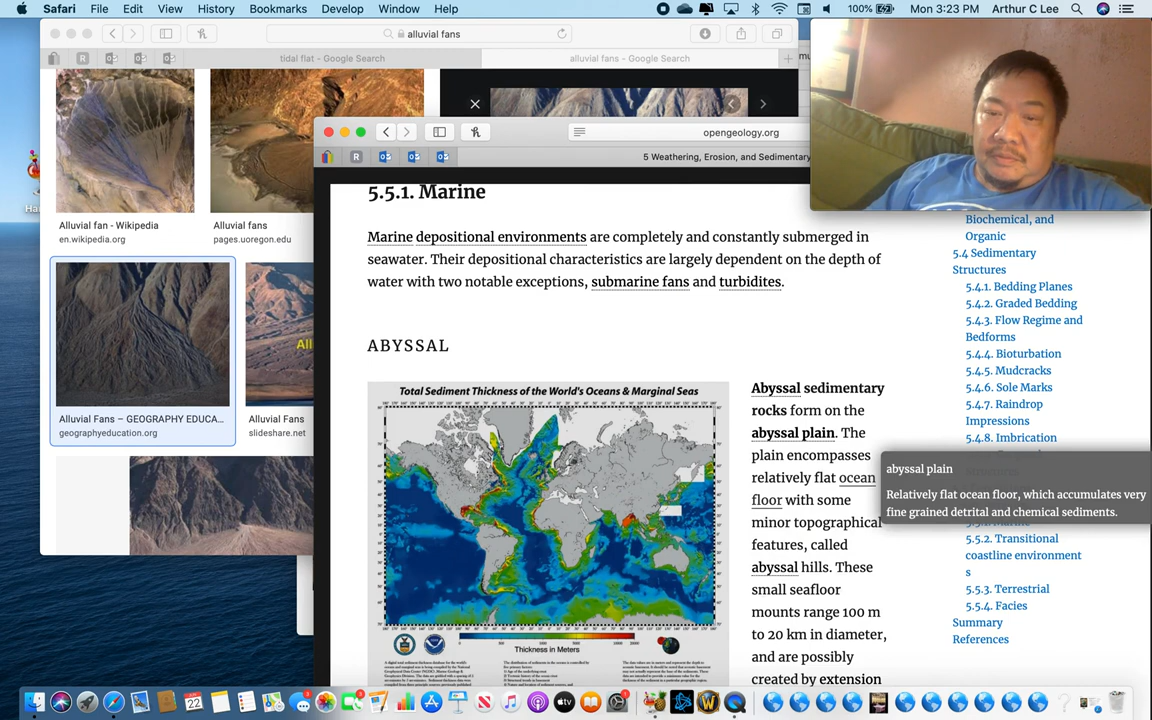 Safari File Edit View History Bookmarks Develop Window Help 100% Mon 3:23 PM Arthur C Lee
alluvial fans
tidal flat - Google Search alluvial fans - Google Search
Alluvial fan - Wikipedia
en.wikipedia.org
Alluvial fans
pages.uoregon.edu
Alluvial Fans – GEOGRAPHY EDUCA...
geographyeducation.org
Alluvial Fans
slideshare.net
opengeology.org
5 Weathering, Erosion, and Sedimentary
5.5.1. Marine
Marine depositional environments are completely and constantly submerged in
seawater. Their depositional characteristics are largely dependent on the depth of
water with two notable exceptions, submarine fans and turbidites.
ABYSSAL
Total Sediment Thickness of the World's Oceans & Marginal Seas
Thickness in Meters
Abyssal sedimentary
rocks form on the
abyssal plain. The
plain encompasses
relatively flat ocean
floor with some
minor topographical
features, called
abyssal hills. These
small seafloor
mounts range 100 m
to 20 km in diameter,
and are possibly
created by extension
Biochemical, and
Organic
5.4 Sedimentary
Structures
5.4.1. Bedding Planes
5.4.2. Graded Bedding
5.4.3. Flow Regime and
Bedforms
5.4.4. Bioturbation
5.4.5. Mudcracks
5.4.6. Sole Marks
5.4.7. Raindrop
Impressions
5.4.8. Imbrication
abyssal plain
Relatively flat ocean floor, which accumulates very
fine grained detrital and chemical sediments.
5.5.2. Transitional
coastline environment
s
5.5.3. Terrestrial
5.5.4. Facies
Summary
References